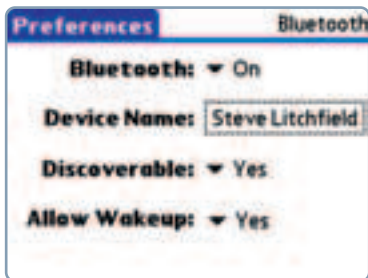 Preferences Bluetooth
Bluetooth: On
Device Name: Steve Litchfield
Discoverable: Yes
Allow Wakeup: Yes